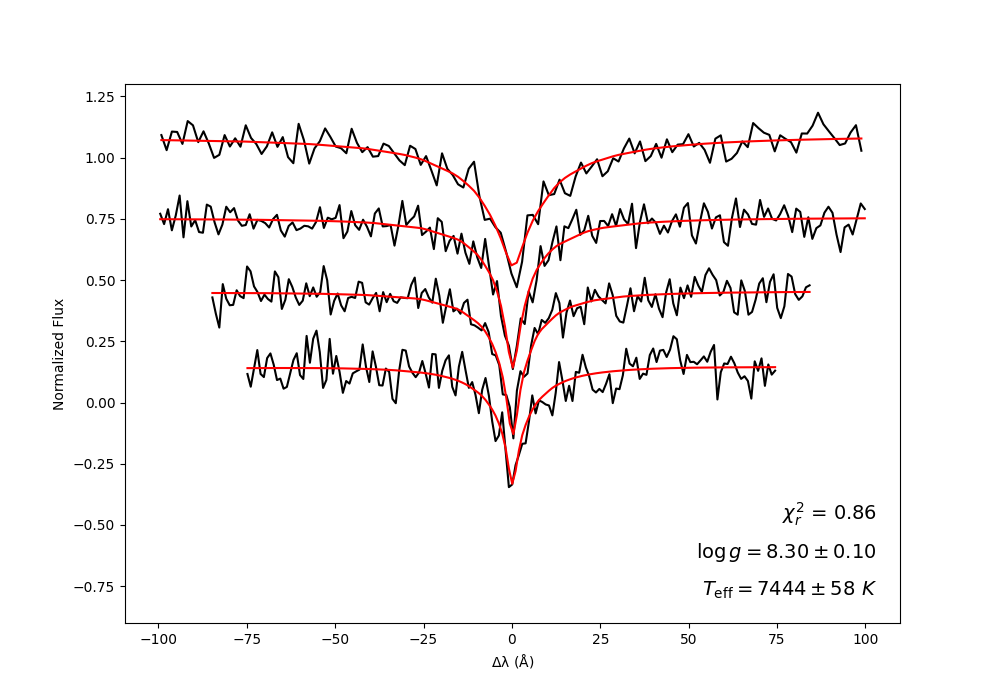 1.25
1.00
0.75
0.50
0.25
0.00
−0.25
−0.50
−0.75
Normalized Flux
χ²ᵣ = 0.86
log g = 8.30 ± 0.10
T_eff = 7444 ± 58 K
−100 −75 −50 −25 0 25 50 75 100
Δλ (Å)